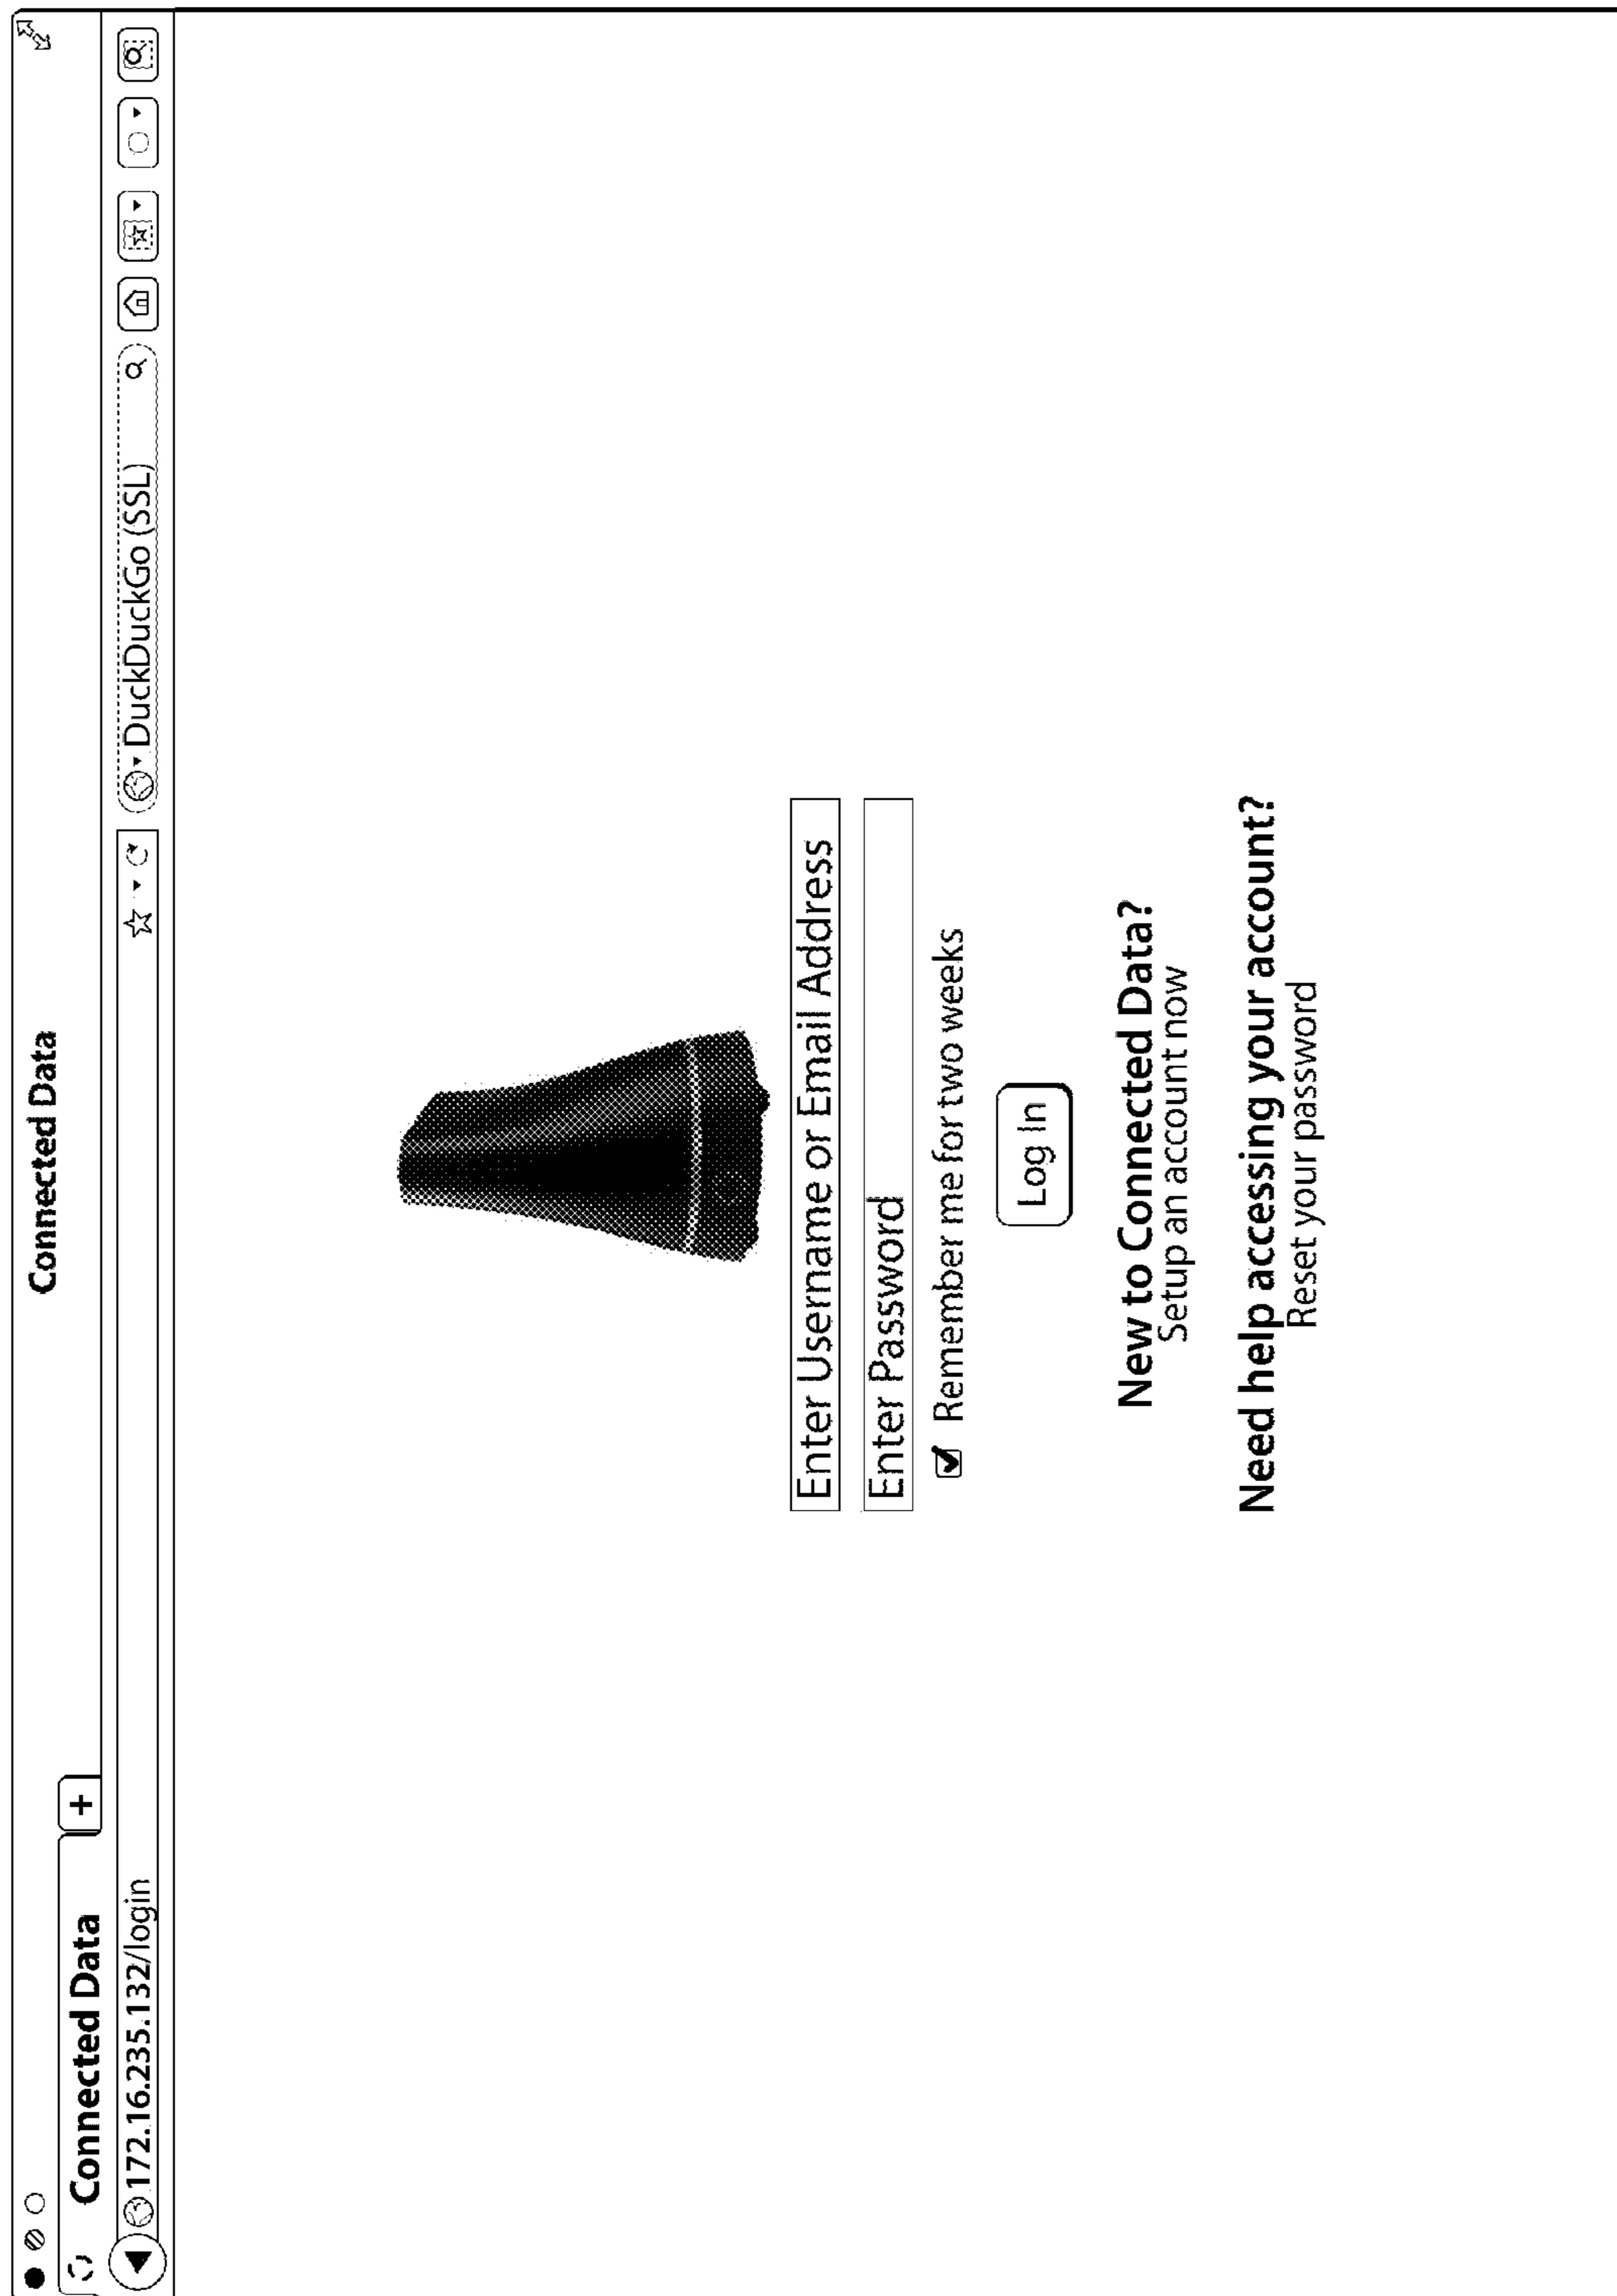 Connected Data
Connected Data +
172.16.235.132/login DuckDuckGo (SSL)
Enter Username or Email Address
Enter Password
Remember me for two weeks
Log In
New to Connected Data?
Setup an account now
Need help accessing your account?
Reset your password